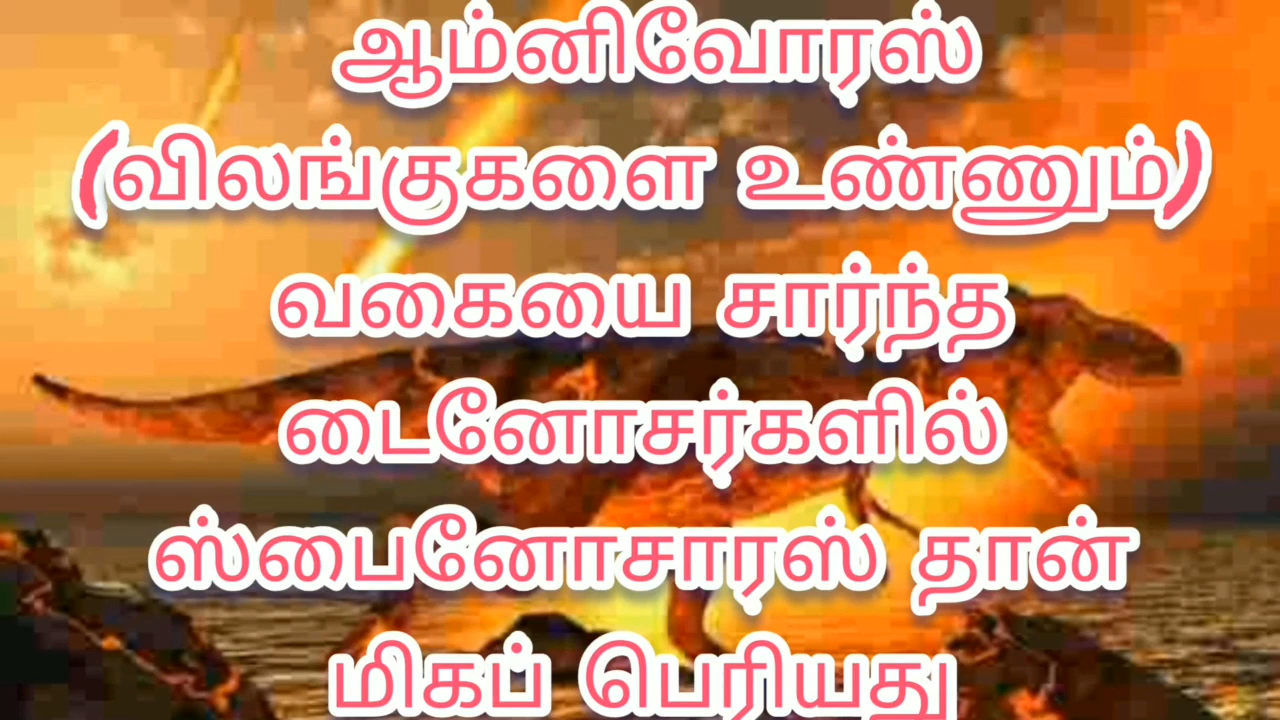 ஆம்னிவோரஸ்
(விலங்குகளை உண்ணும்)
வகையை சார்ந்த
டைனோசர்களில்
ஸ்பைனோசாரஸ் தான்
மிகப் பெரியது